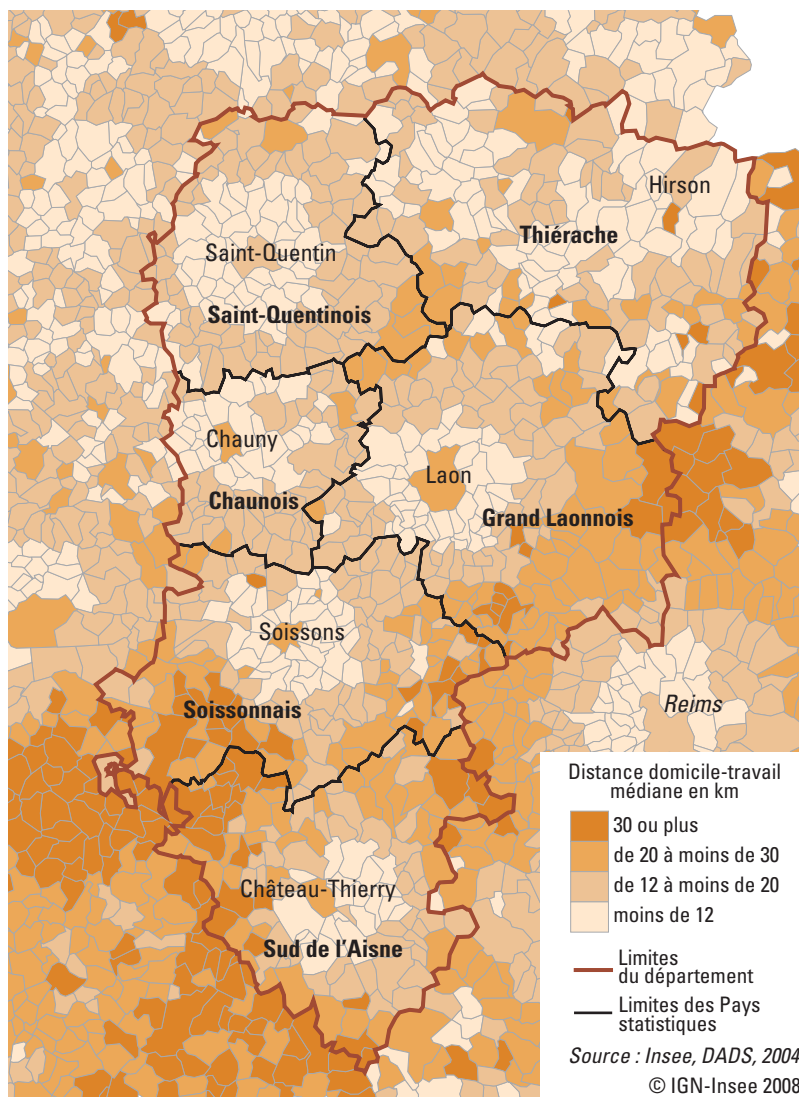 Hirson
Thiérache
Saint-Quentin
Saint-Quentinois
Chauny
Laon
Chaunois
Grand Laonnois
Soissons
Soissonnais
Reims
Château-Thierry
Sud de l'Aisne
Distance domicile-travail
médiane en km
30 ou plus
de 20 à moins de 30
de 12 à moins de 20
moins de 12
Limites
du département
Limites des Pays
statistiques
Source : Insee, DADS, 2004
© IGN-Insee 2008